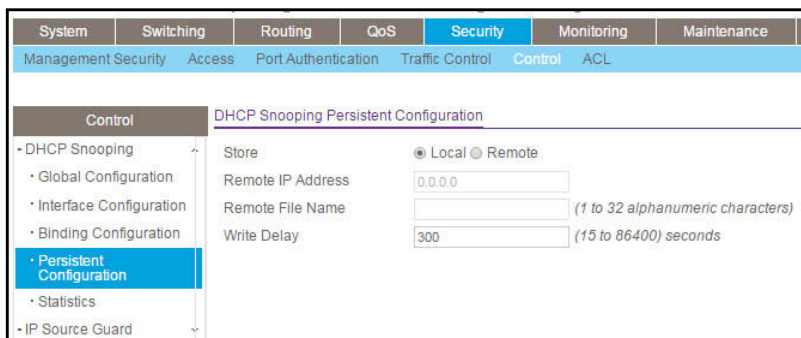 System Switching Routing QoS Security Monitoring Maintenance
Management Security Access Port Authentication Traffic Control Control ACL
Control
- DHCP Snooping
· Global Configuration
· Interface Configuration
· Binding Configuration
· Persistent
Configuration
· Statistics
- IP Source Guard
DHCP Snooping Persistent Configuration
Store Local Remote
Remote IP Address 0.0.0.0
Remote File Name (1 to 32 alphanumeric characters)
Write Delay 300 (15 to 86400) seconds